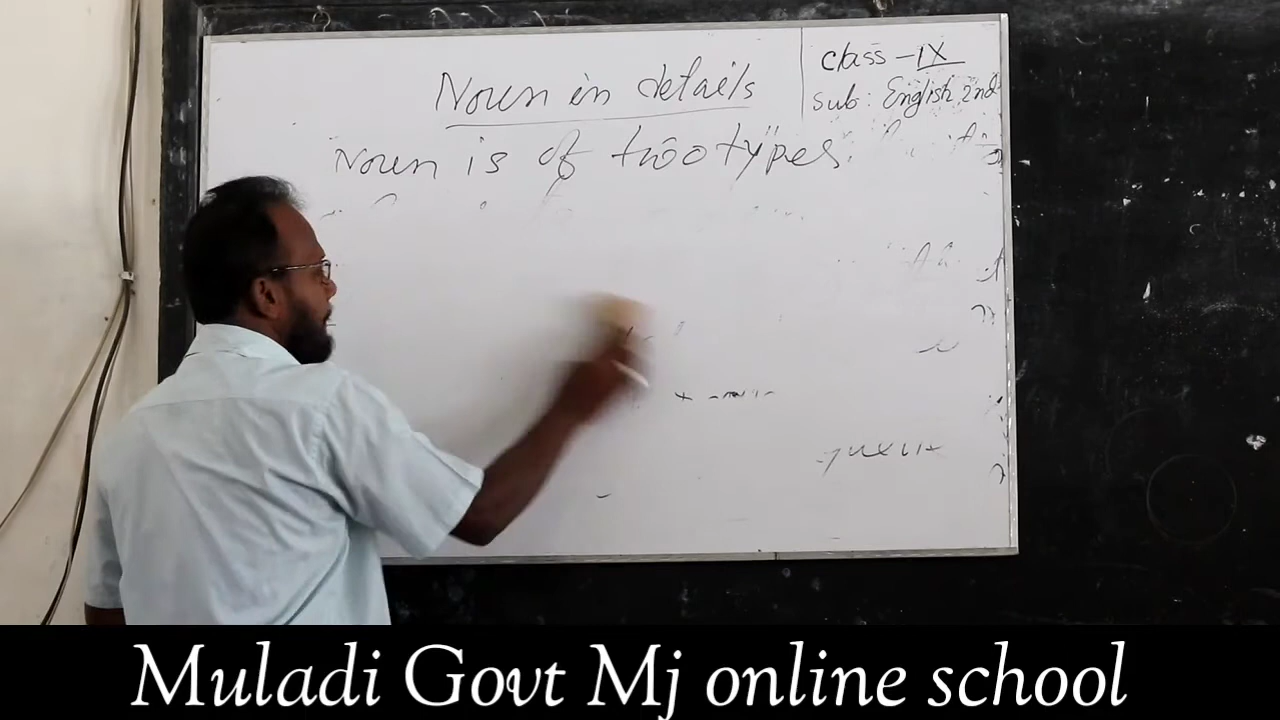 Noun in details
class - IX
sub: English 2nd
Noun is of two types.
Muladi Govt Mj online school